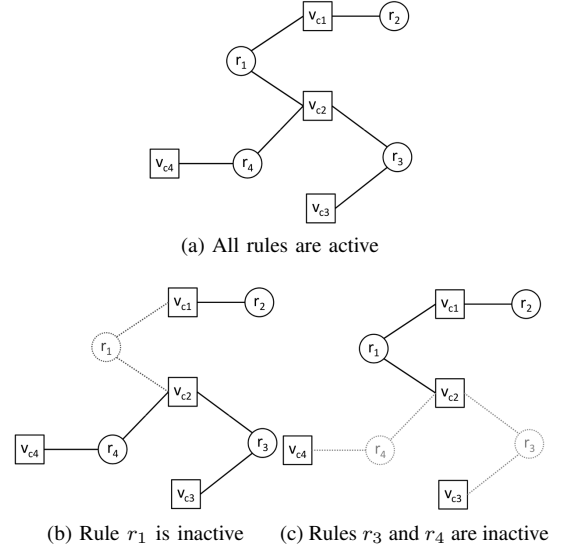 v_c1 r_2
r_1
v_c2
v_c4 r_4 r_3
v_c3
(a) All rules are active
v_c1 r_2 v_c1 r_2
r_1 r_1
v_c2 v_c2
v_c4 r_4 r_3 v_c4 r_4 r_3
v_c3 v_c3
(b) Rule r_1 is inactive (c) Rules r_3 and r_4 are inactive